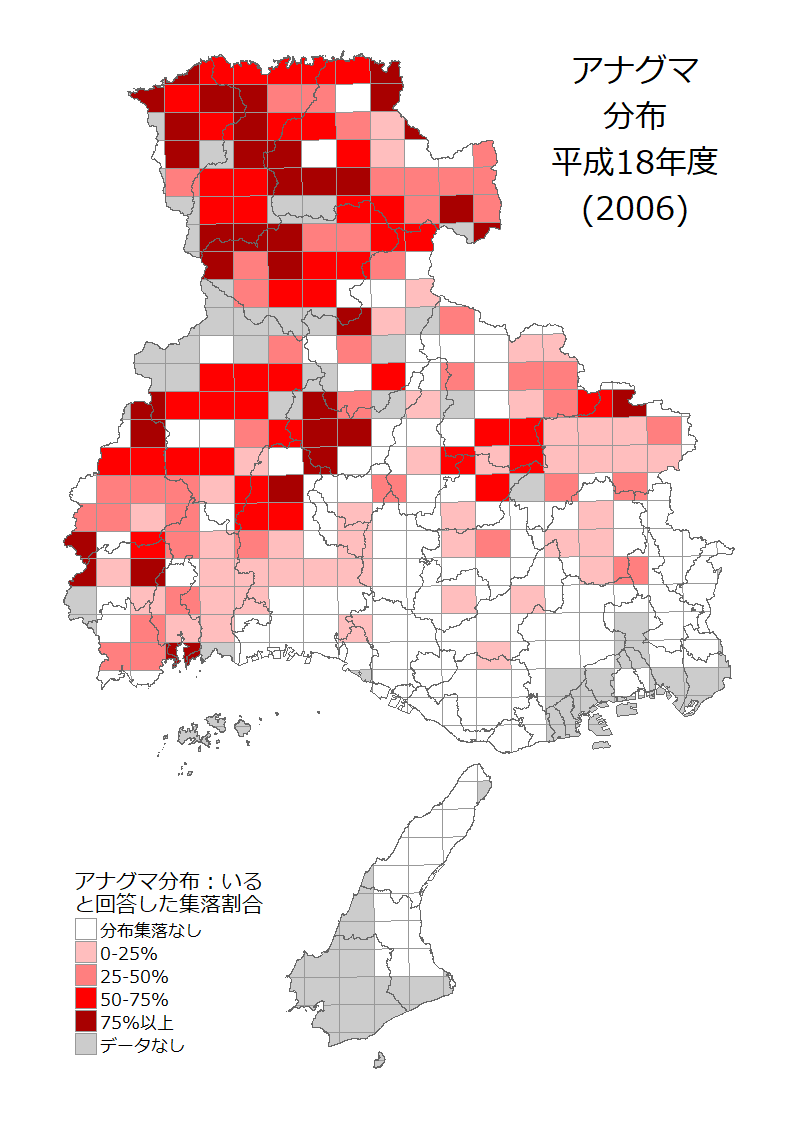 アナグマ
分布
平成18年度
(2006)
アナグマ分布：いる
と回答した集落割合
分布集落なし
0-25%
25-50%
50-75%
75%以上
データなし